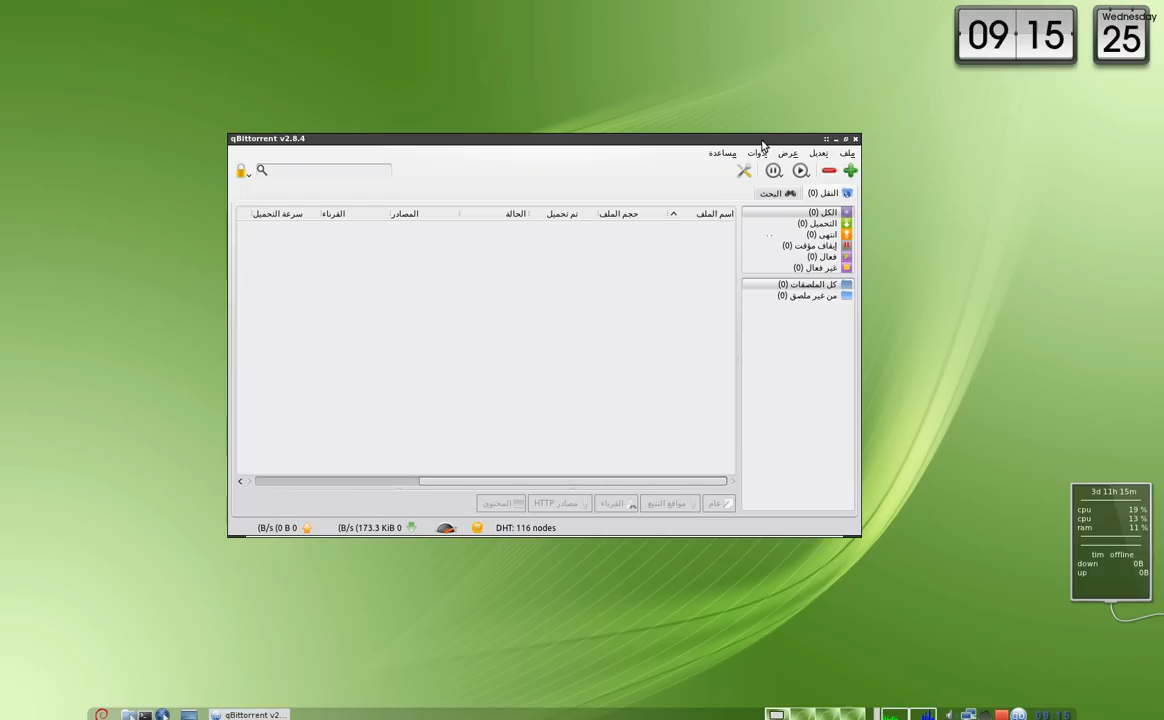 Wednesday
09 15
25
qBittorrent v2.8.4
ملف تعديل عرض أدوات مساعدة
النقل (0) البحث
اسم الملف حجم الملف تم تحميل الحالة المصادر القرناء سرعة التحميل
الكل (0)
التحميل (0)
انتهى (0)
إيقاف مؤقت (0)
فعال (0)
غير فعال (0)
كل الملصقات (0)
من غير ملصق (0)
عام مواقع التتبع القرناء مصادر HTTP المحتوى
(B/s (0 B 0
(B/s (173.3 KiB 0
DHT: 116 nodes
3d 11h 15m
cpu 19 %
cpu 13 %
ram 11 %
tim offline
down 0B
up 0B
qBittorrent v2...